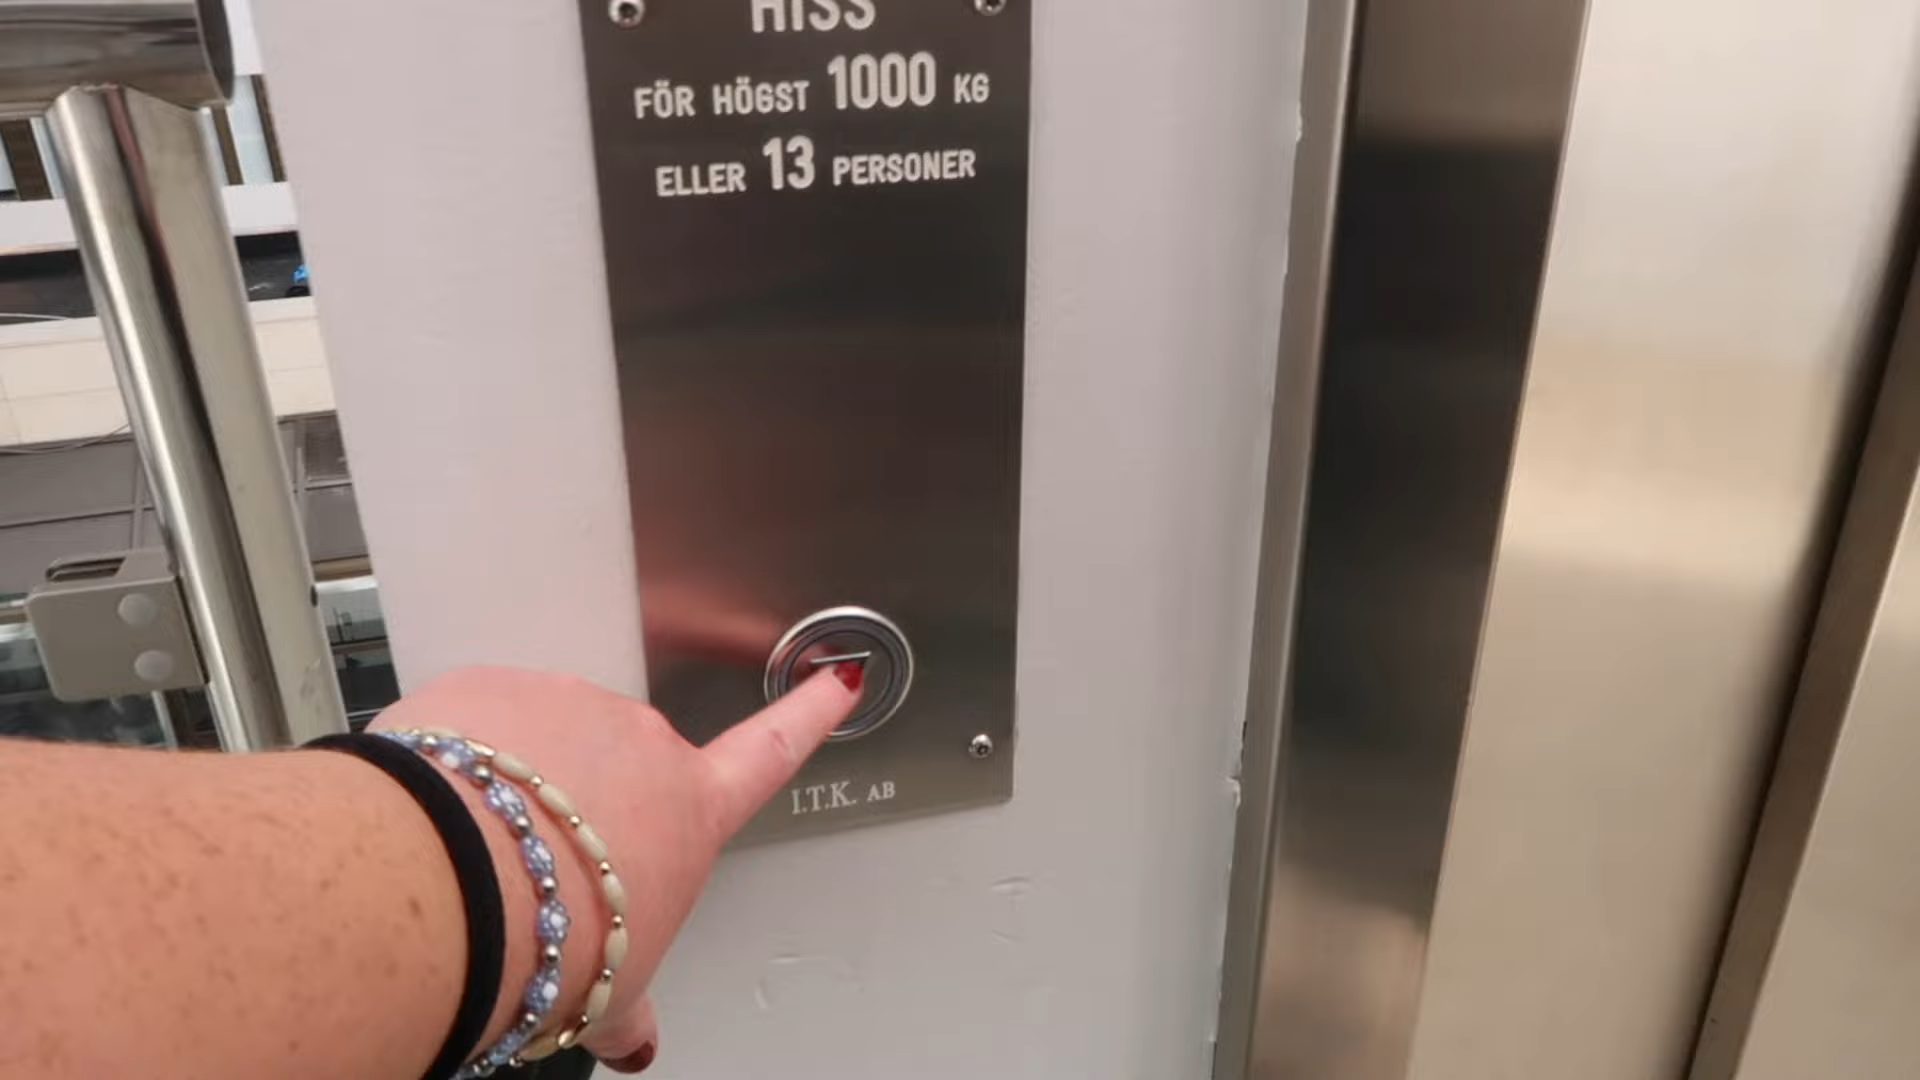 HISS
FÖR HÖGST 1000 KG
ELLER 13 PERSONER
I.T.K. AB